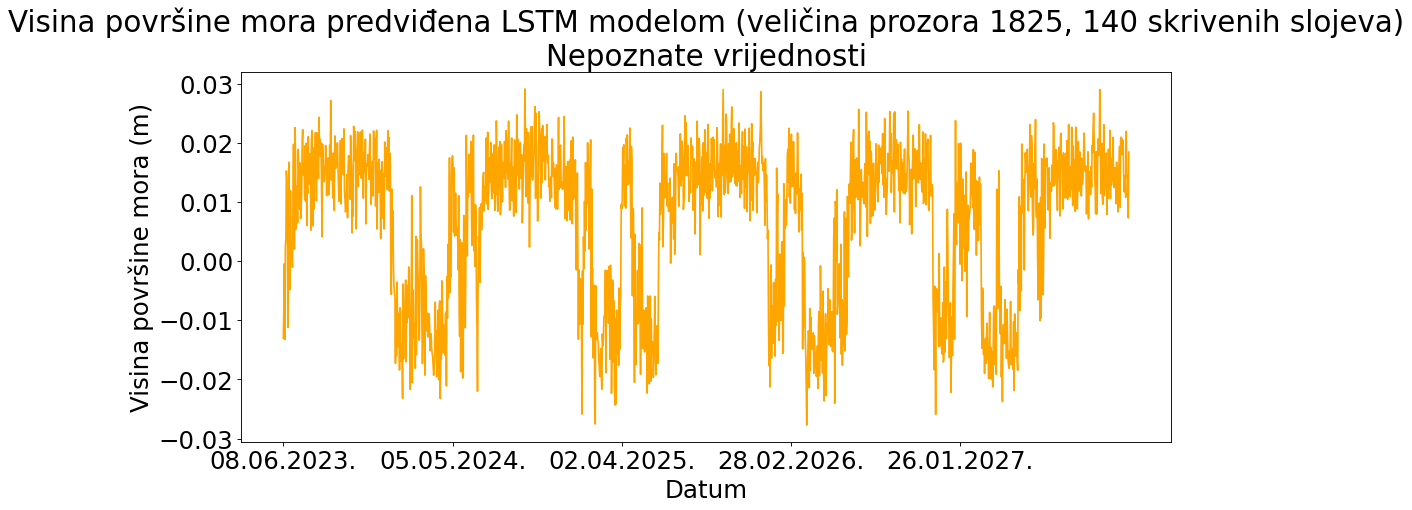 Visina površine mora predviđena LSTM modelom (veličina prozora 1825, 140 skrivenih slojeva)
Nepoznate vrijednosti
Visina površine mora (m)
0.03
0.02
0.01
0.00
−0.01
−0.02
−0.03
08.06.2023. 05.05.2024. 02.04.2025. 28.02.2026. 26.01.2027.
Datum